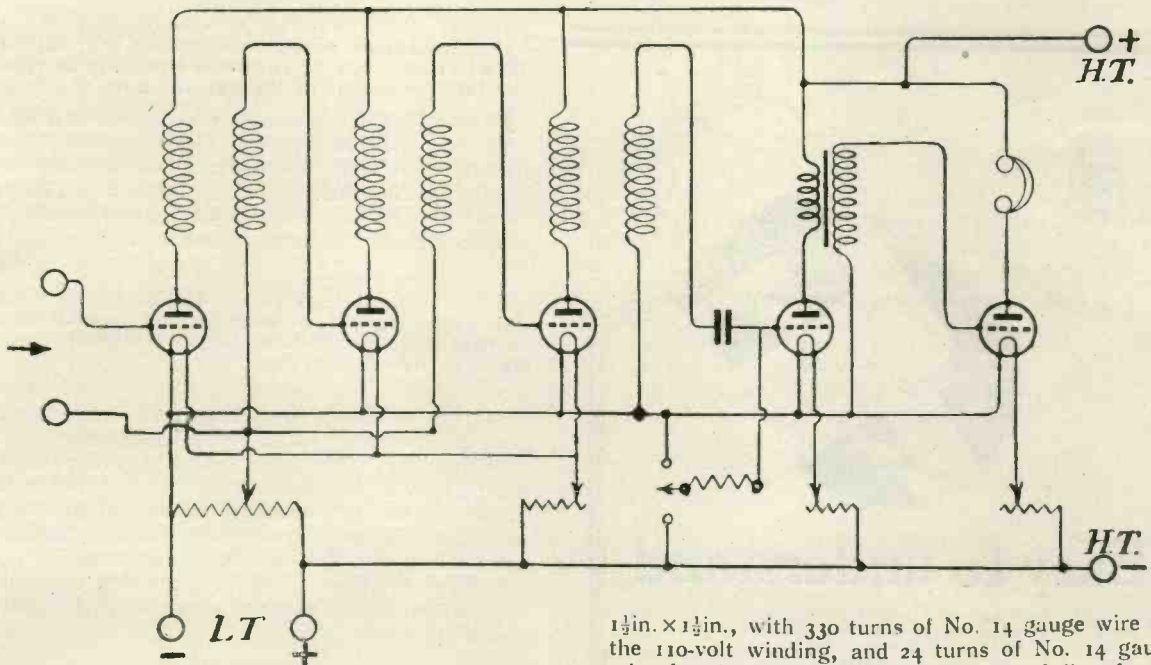 +
H.T.
H.T. −
L.T
− +
1½in. × 1½in., with 330 turns of No. 14 gauge wire
the 110-volt winding, and 24 turns of No. 14 gau